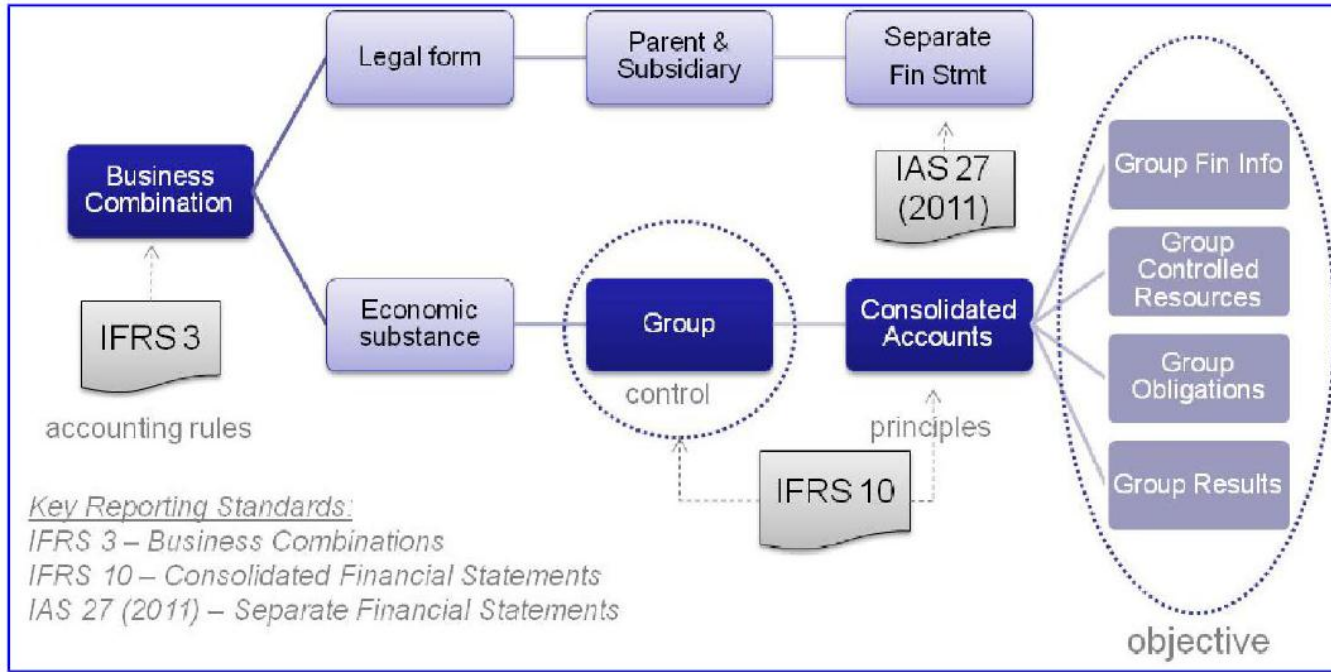 Legal form
Parent &
Subsidiary
Separate
Fin Stmt
Business
Combination
IAS 27
(2011)
Group Fin Info
Group
Controlled
Resources
IFRS 3
Economic
substance
Group
Consolidated
Accounts
Group
Obligations
accounting rules
control
principles
IFRS 10
Group Results
Key Reporting Standards:
IFRS 3 – Business Combinations
IFRS 10 – Consolidated Financial Statements
IAS 27 (2011) – Separate Financial Statements
objective